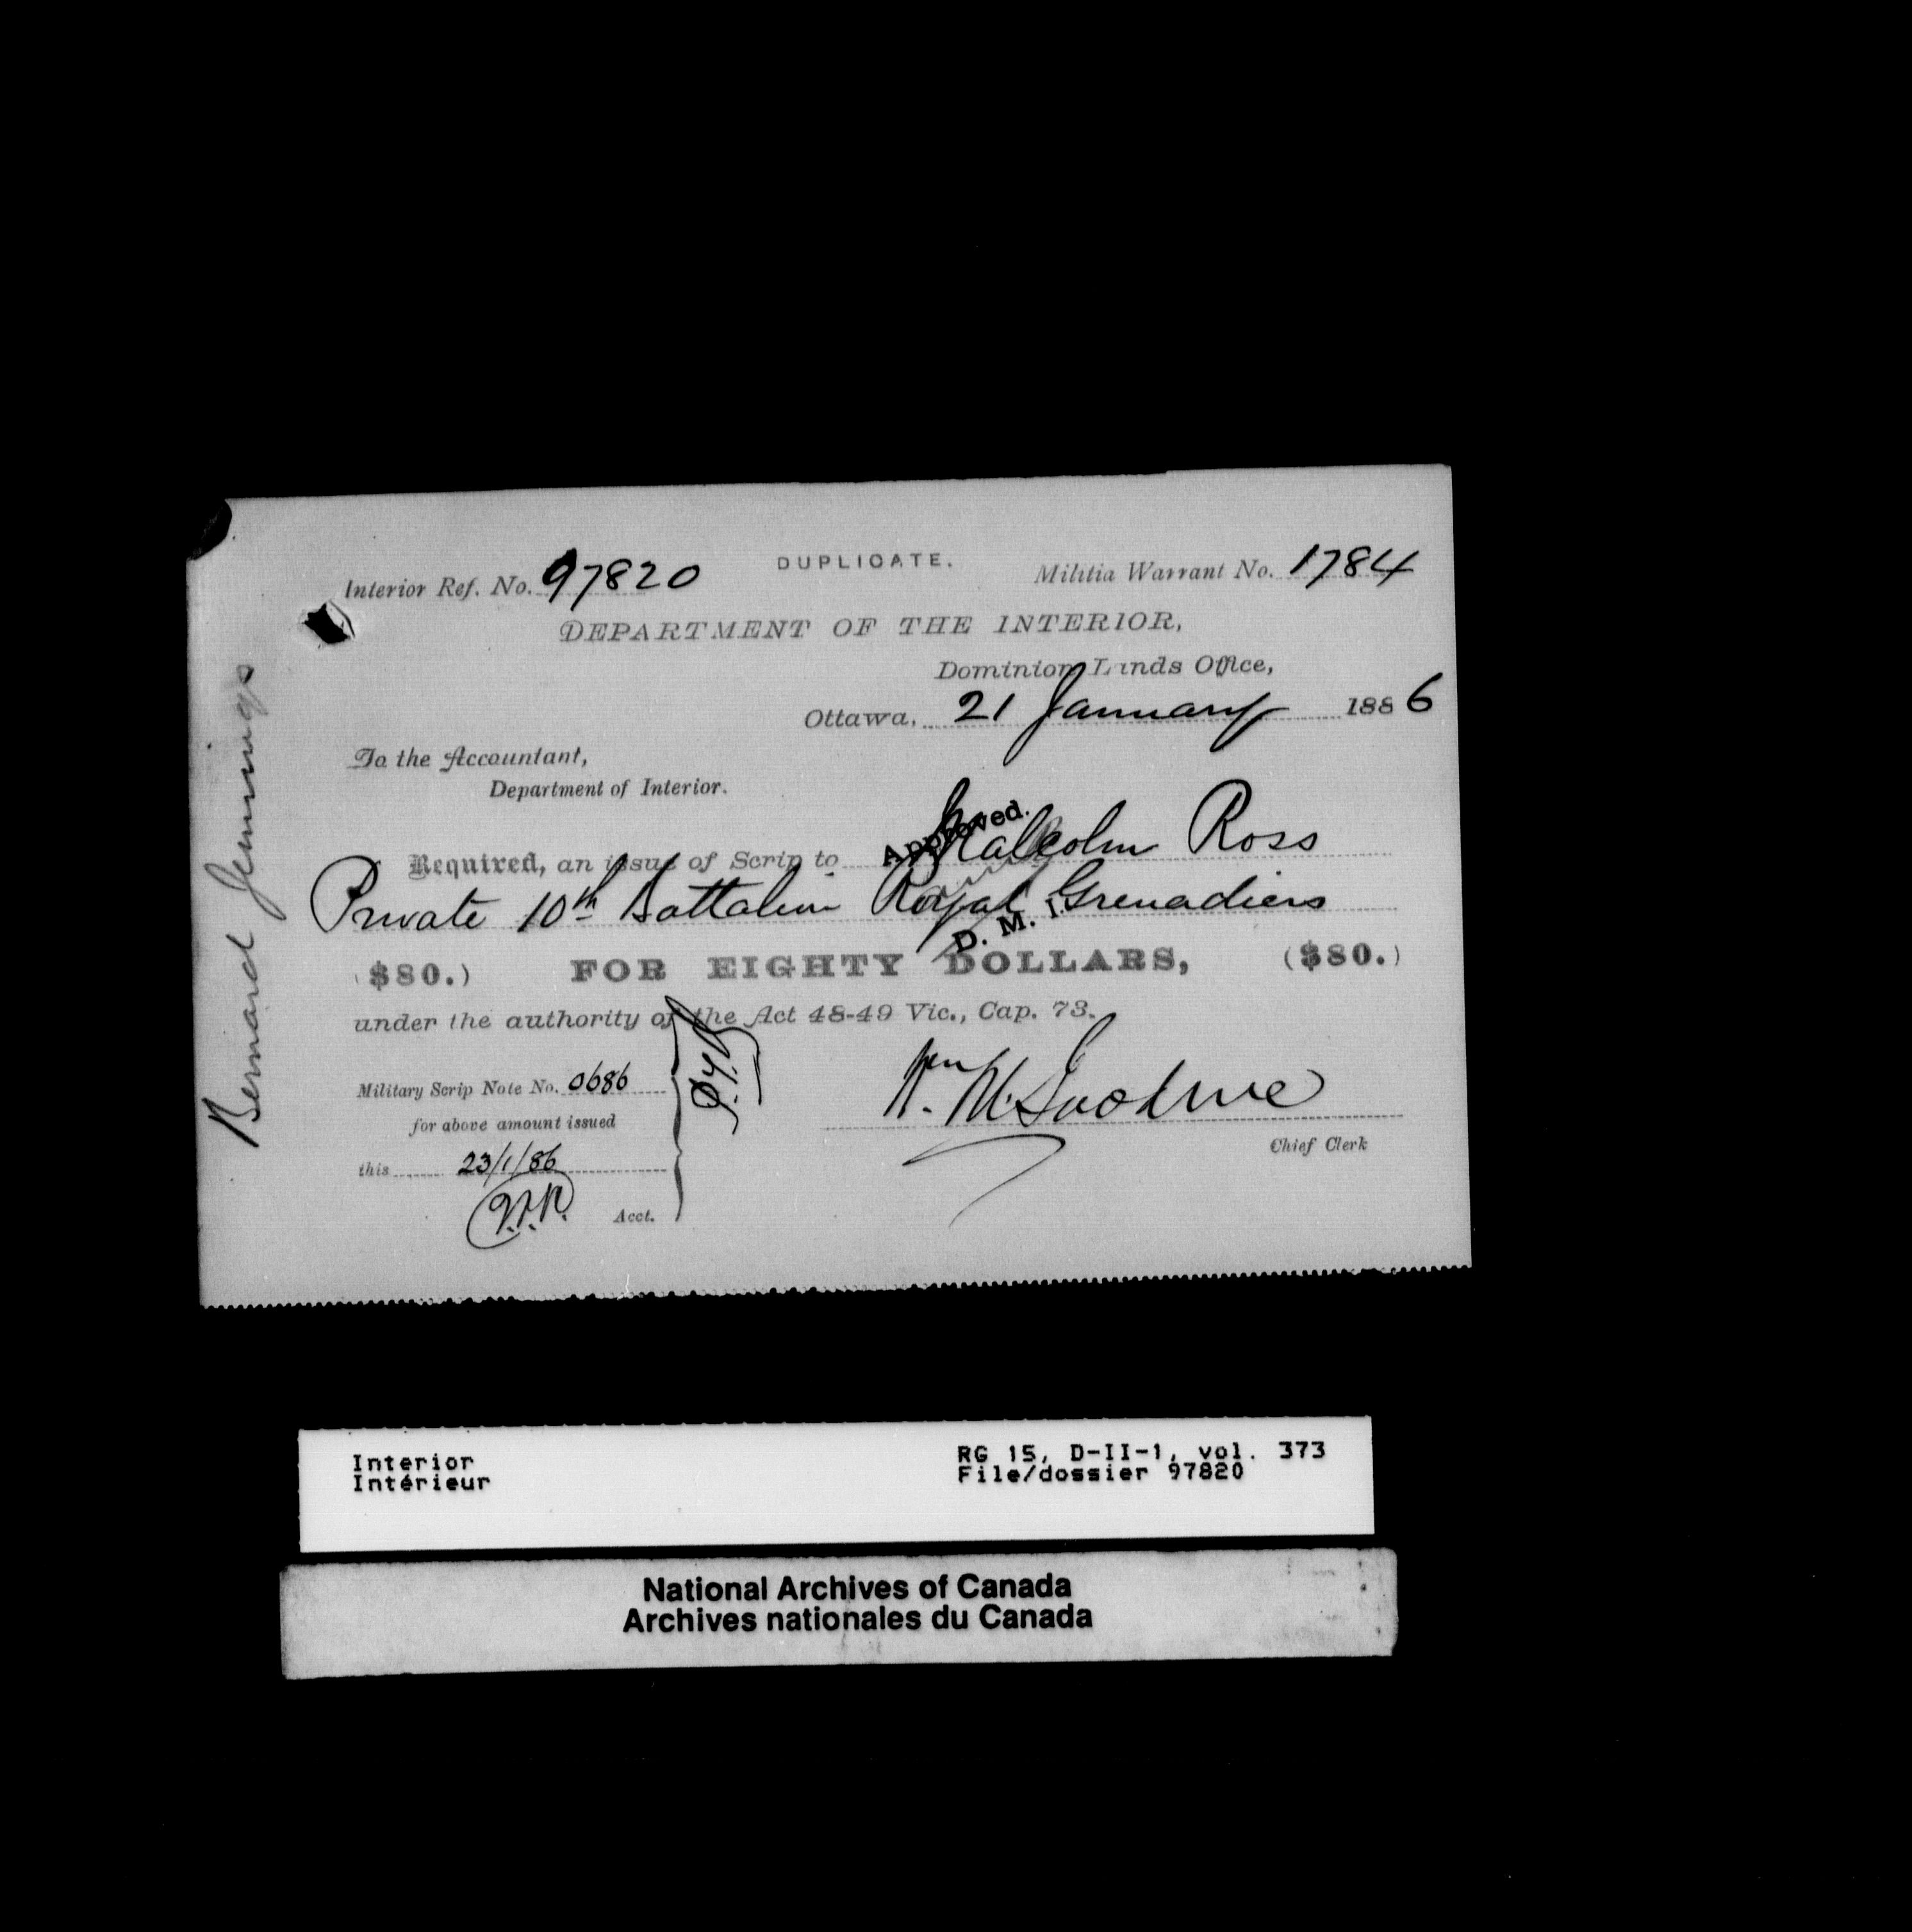 DUPLICATE.
Interior Ref. No. 97820
Militia Warrant No. 1784
DEPARTMENT OF THE INTERIOR,
Dominion Lands Office,
Ottawa, 21 January 1886
To the Accountant,
Department of Interior.
Approved.
Required, an issue of Scrip to Malcolm Ross
Private 10th Battalion Royal Grenadiers
D. M. I.
($80.) FOR EIGHTY DOLLARS, ($80.)
under the authority of the Act 48-49 Vic., Cap. 73.
Military Scrip Note No. 0686
for above amount issued
this 23/1/86
Acct.
Chief Clerk
Bernard Jennings
Interior
Intérieur
RG 15, D-II-1, vol. 373
File/dossier 97820
National Archives of Canada
Archives nationales du Canada